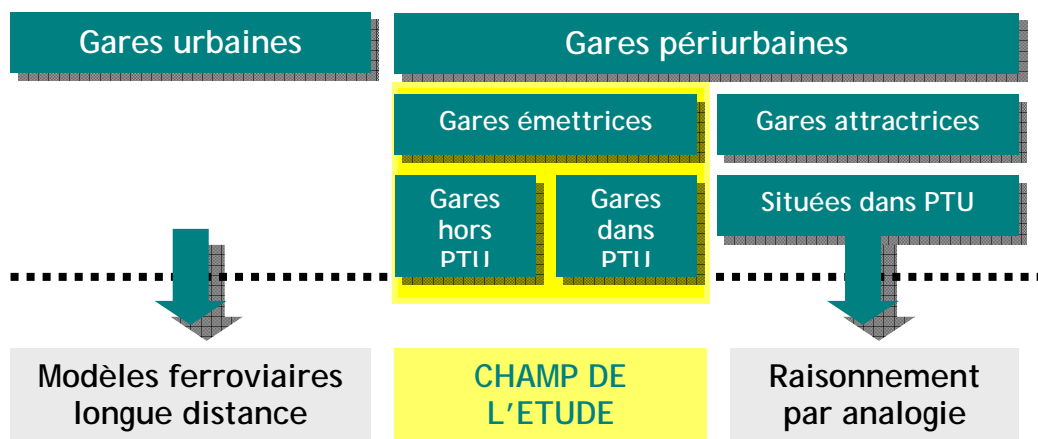 Gares urbaines
Gares périurbaines
Gares émettrices
Gares attractrices
Gares
hors
PTU
Gares
dans
PTU
Situées dans PTU
Modèles ferroviaires
longue distance
CHAMP DE
L'ETUDE
Raisonnement
par analogie